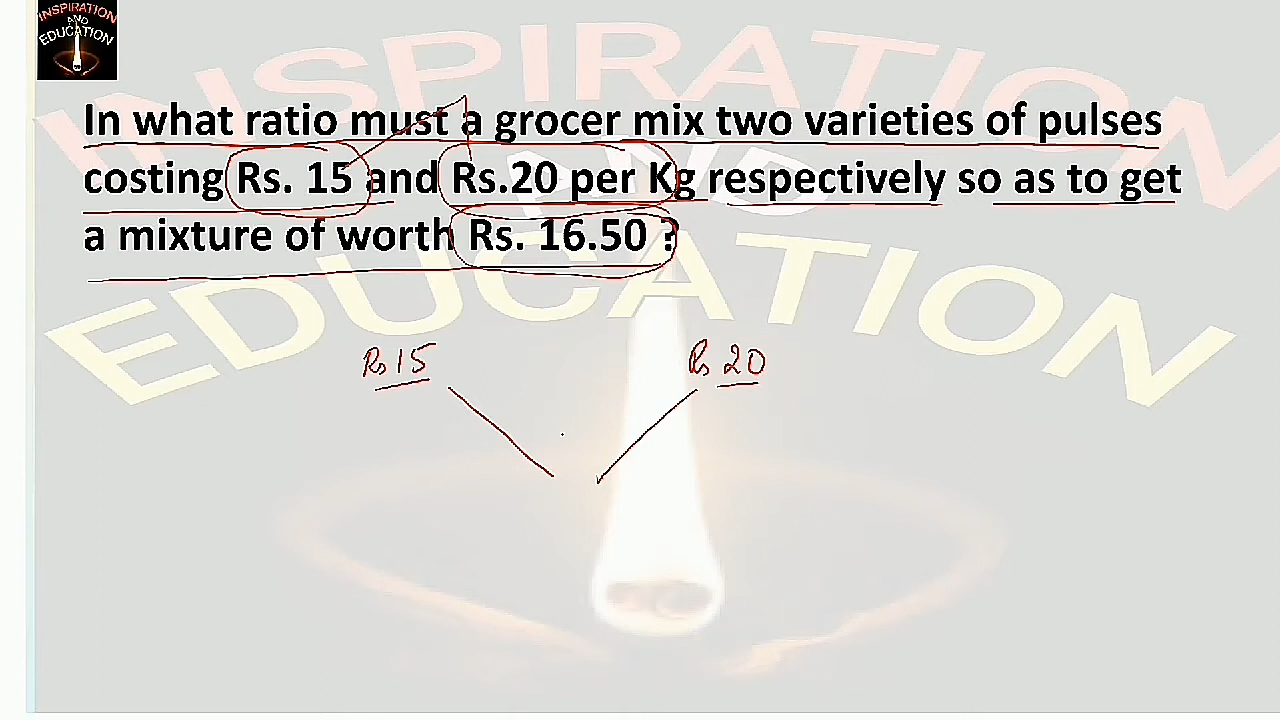 INSPIRATION
AND
EDUCATION
INSPIRATION
AND
EDUCATION
In what ratio must a grocer mix two varieties of pulses
costing Rs. 15 and Rs.20 per Kg respectively so as to get
a mixture of worth Rs. 16.50 ?
Rs 15 Rs 20